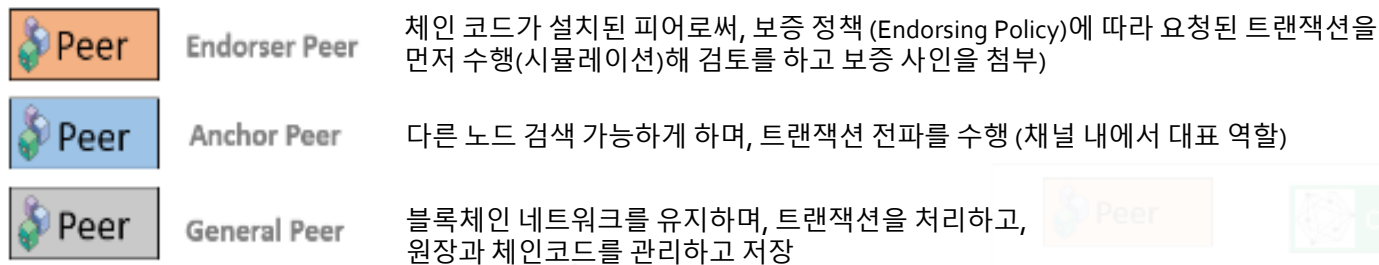 Peer Endorser Peer 체인 코드가 설치된 피어로써, 보증 정책 (Endorsing Policy)에 따라 요청된 트랜잭션을
먼저 수행(시뮬레이션)해 검토를 하고 보증 사인을 첨부)
Peer Anchor Peer 다른 노드 검색 가능하게 하며, 트랜잭션 전파를 수행 (채널 내에서 대표 역할)
Peer General Peer 블록체인 네트워크를 유지하며, 트랜잭션을 처리하고,
원장과 체인코드를 관리하고 저장
Peer